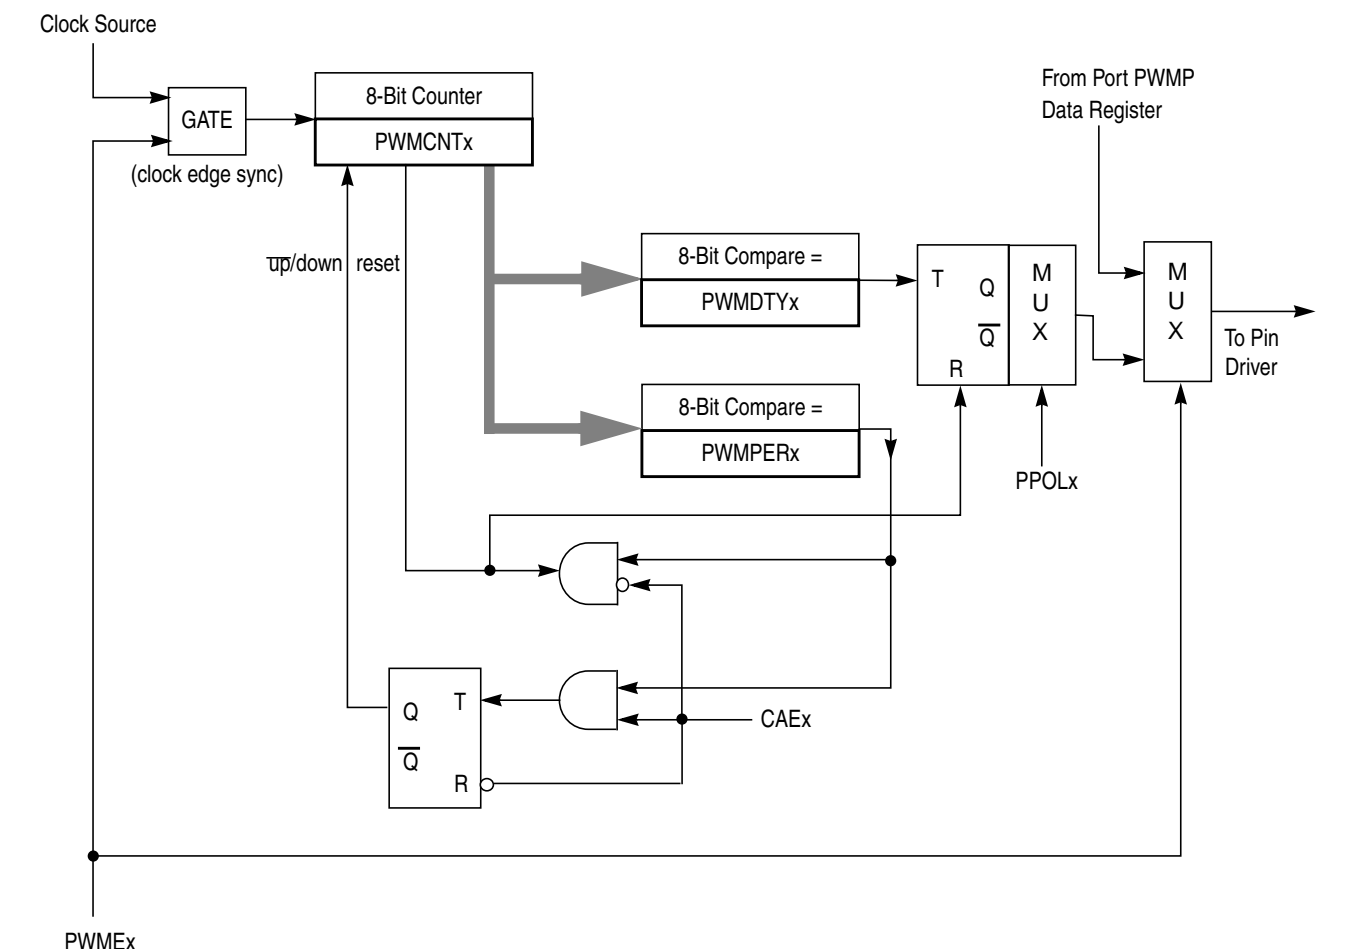 Clock Source
From Port PWMP
Data Register
8-Bit Counter
GATE
PWMCNTx
(clock edge sync)
up/down
reset
8-Bit Compare =
PWMDTYx
T
Q
Q
R
M
U
X
M
U
X
To Pin
Driver
8-Bit Compare =
PWMPERx
PPOLx
Q
T
Q
R
CAEx
PWMEx